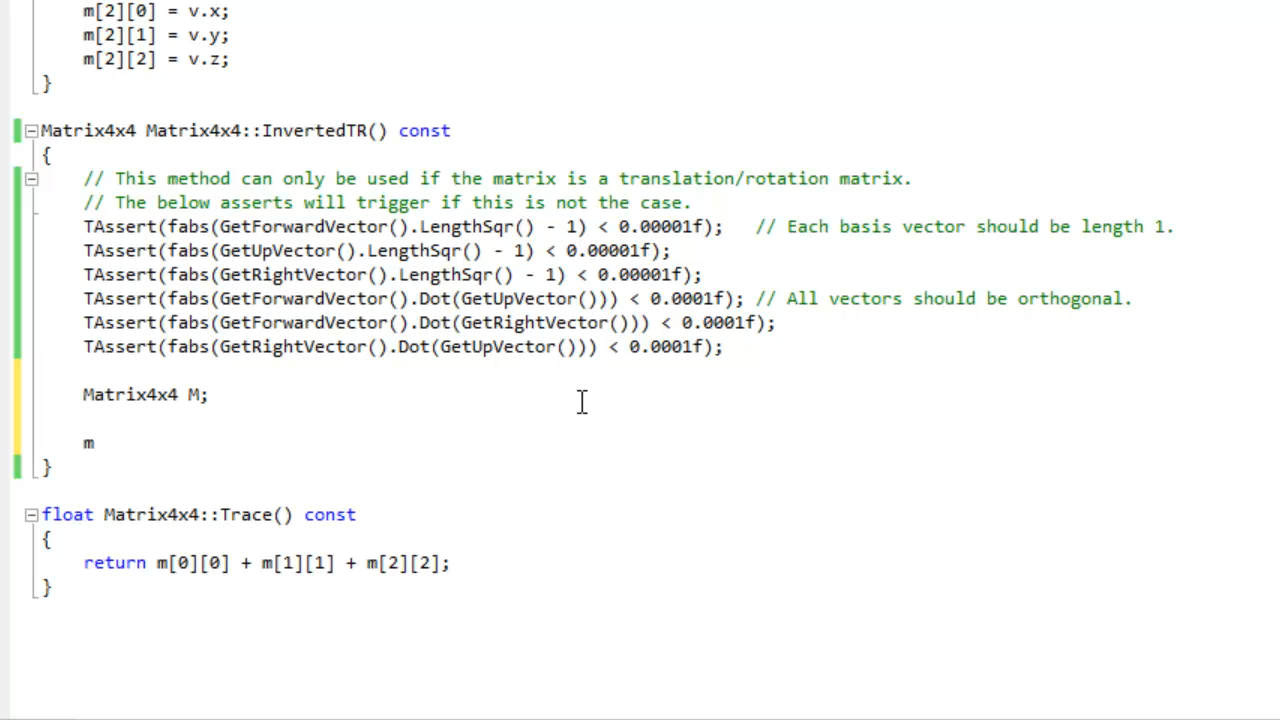 m[2][0] = v.x;
m[2][1] = v.y;
m[2][2] = v.z;
}
Matrix4x4 Matrix4x4::InvertedTR() const
{
// This method can only be used if the matrix is a translation/rotation matrix.
// The below asserts will trigger if this is not the case.
TAssert(fabs(GetForwardVector().LengthSqr() - 1) < 0.00001f);   // Each basis vector should be length 1.
TAssert(fabs(GetUpVector().LengthSqr() - 1) < 0.00001f);
TAssert(fabs(GetRightVector().LengthSqr() - 1) < 0.00001f);
TAssert(fabs(GetForwardVector().Dot(GetUpVector())) < 0.0001f); // All vectors should be orthogonal.
TAssert(fabs(GetForwardVector().Dot(GetRightVector())) < 0.0001f);
TAssert(fabs(GetRightVector().Dot(GetUpVector())) < 0.0001f);
Matrix4x4 M;
m
}
float Matrix4x4::Trace() const
{
return m[0][0] + m[1][1] + m[2][2];
}